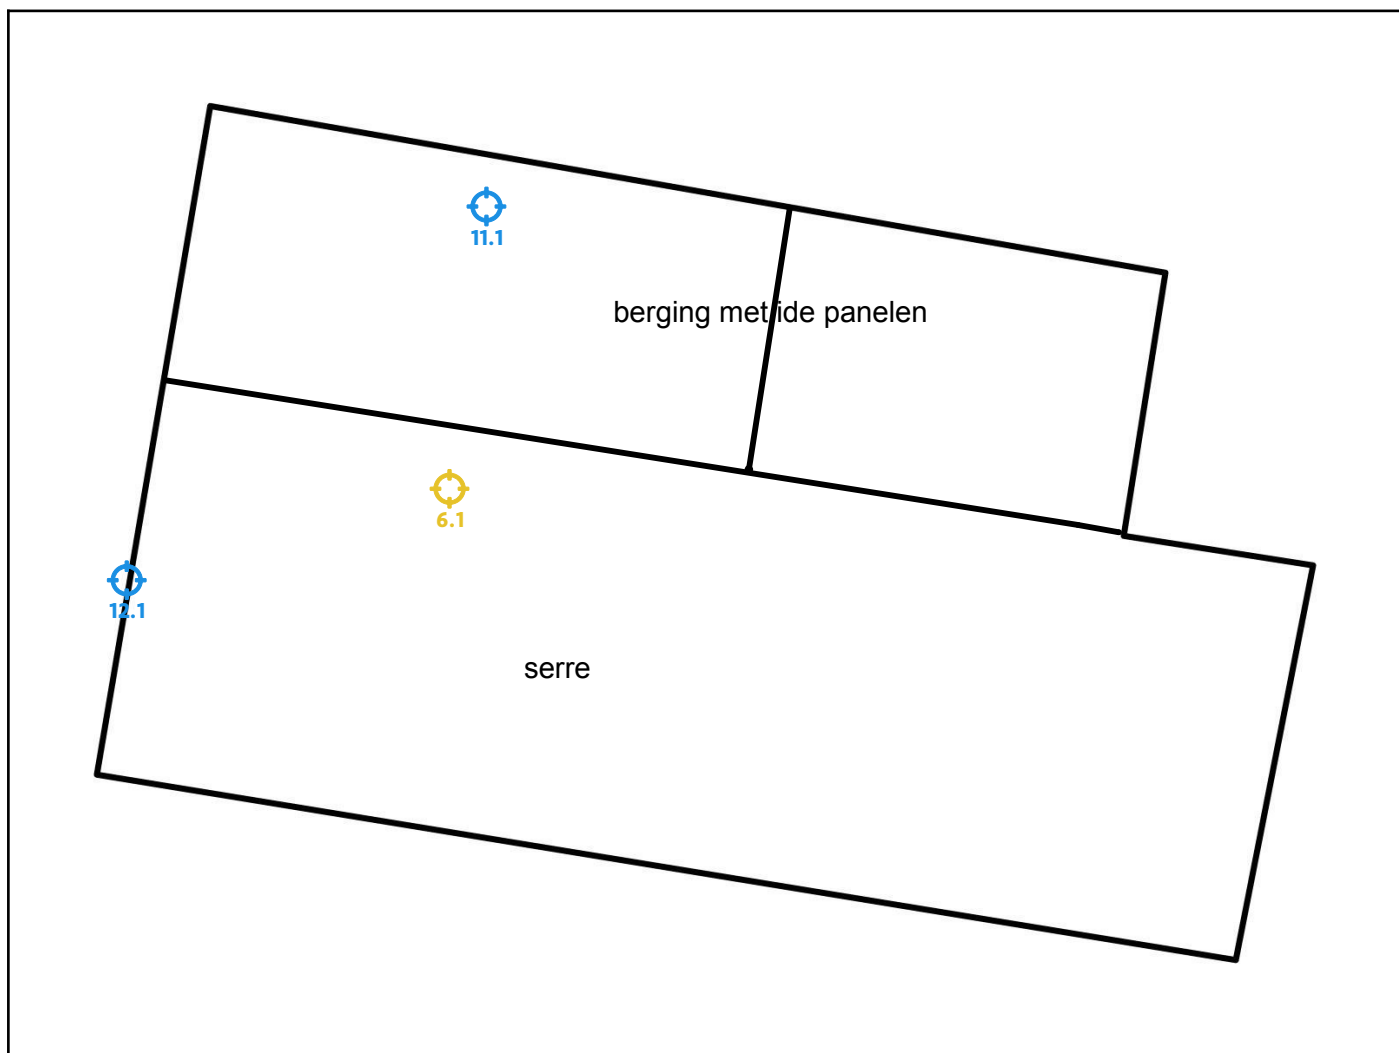 11.1
berging met ide panelen
6.1
12.1
serre